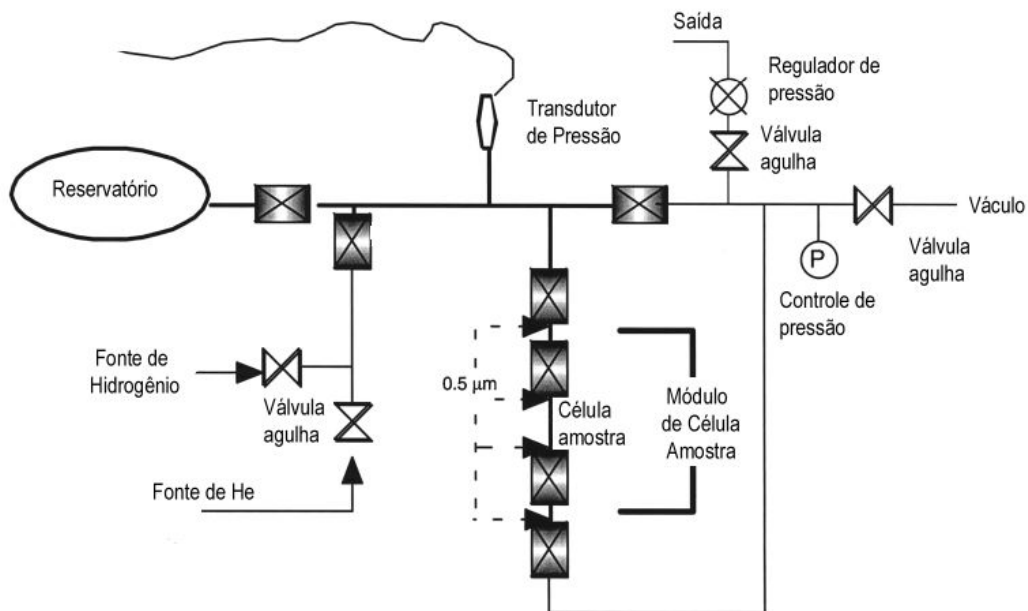 Saída
Regulador de
pressão
Transdutor
de Pressão
Válvula
agulha
Reservatório
Váculo
Válvula
agulha
P
Controle de
pressão
Fonte de
Hidrogênio
Válvula
agulha
0.5 μm
Célula
amostra
Módulo
de Célula
Amostra
Fonte de He